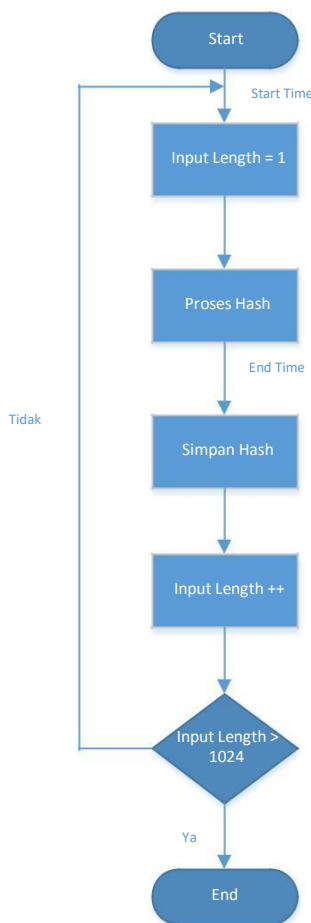 Start
Start Time
Input Length = 1
Proses Hash
End Time
Simpan Hash
Tidak
Input Length ++
Input Length >
1024
Ya
End